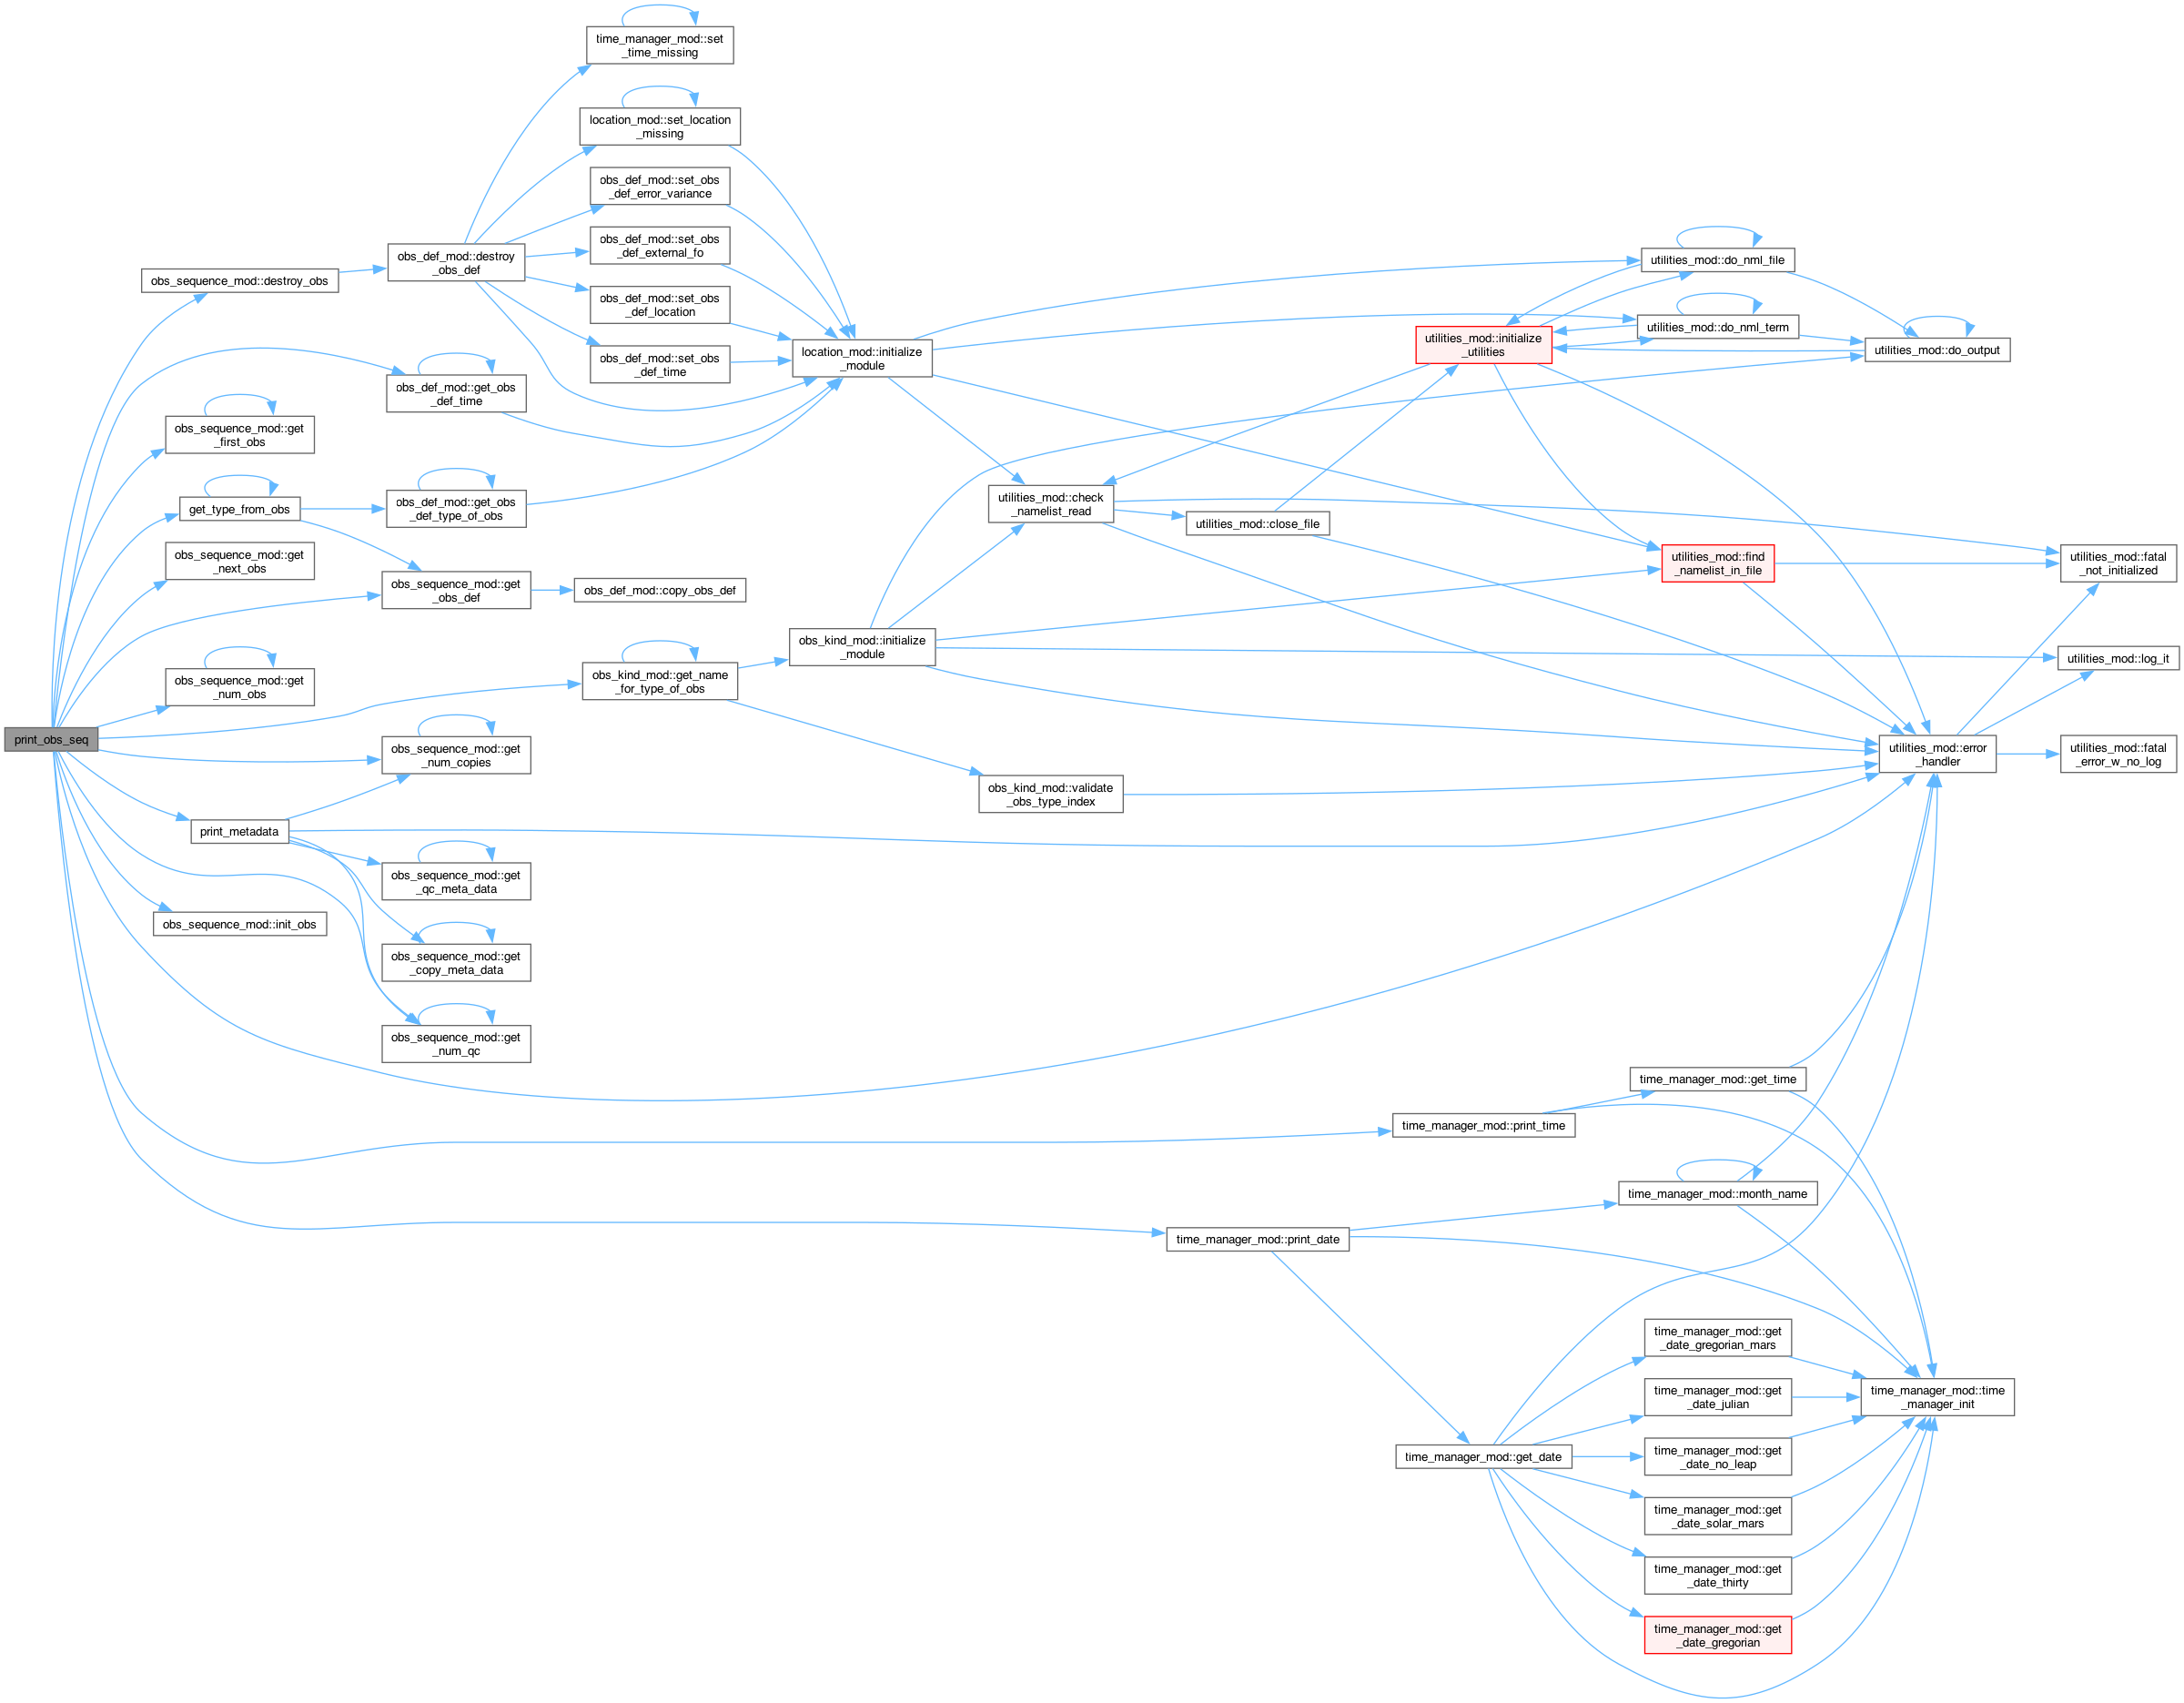 time_manager_mod::set
_time_missing
location_mod::set_location
_missing
obs_def_mod::set_obs
_def_error_variance
obs_def_mod::set_obs
_def_external_fo
obs_def_mod::destroy
_obs_def
obs_sequence_mod::destroy_obs
obs_def_mod::set_obs
_def_location
obs_def_mod::set_obs
_def_time
location_mod::initialize
_module
utilities_mod::do_nml_file
utilities_mod::do_nml_term
utilities_mod::initialize
_utilities
utilities_mod::do_output
obs_def_mod::get_obs
_def_time
obs_sequence_mod::get
_first_obs
get_type_from_obs
obs_def_mod::get_obs
_def_type_of_obs
utilities_mod::check
_namelist_read
utilities_mod::close_file
obs_sequence_mod::get
_next_obs
utilities_mod::find
_namelist_in_file
utilities_mod::fatal
_not_initialized
obs_sequence_mod::get
_obs_def
obs_def_mod::copy_obs_def
obs_kind_mod::initialize
_module
utilities_mod::log_it
obs_sequence_mod::get
_num_obs
obs_kind_mod::get_name
_for_type_of_obs
print_obs_seq
obs_sequence_mod::get
_num_copies
utilities_mod::error
_handler
utilities_mod::fatal
_error_w_no_log
obs_kind_mod::validate
_obs_type_index
print_metadata
obs_sequence_mod::get
_qc_meta_data
obs_sequence_mod::init_obs
obs_sequence_mod::get
_copy_meta_data
obs_sequence_mod::get
_num_qc
time_manager_mod::get_time
time_manager_mod::print_time
time_manager_mod::month_name
time_manager_mod::print_date
time_manager_mod::get
_date_gregorian_mars
time_manager_mod::get
_date_julian
time_manager_mod::time
_manager_init
time_manager_mod::get_date
time_manager_mod::get
_date_no_leap
time_manager_mod::get
_date_solar_mars
time_manager_mod::get
_date_thirty
time_manager_mod::get
_date_gregorian